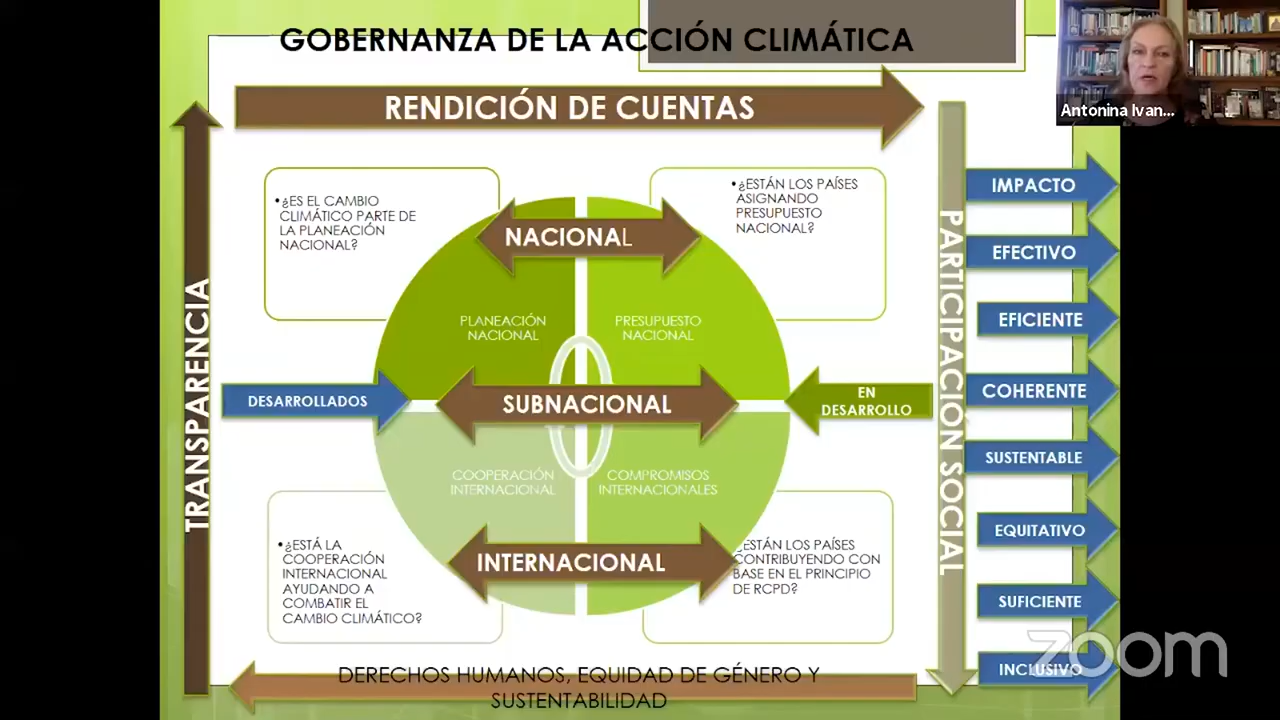 GOBERNANZA DE LA ACCIÓN CLIMÁTICA
Antonina Ivan...
RENDICIÓN DE CUENTAS
TRANSPARENCIA
•¿ES EL CAMBIO
CLIMÁTICO PARTE DE
LA PLANEACIÓN
NACIONAL?
•¿ESTÁN LOS PAÍSES
ASIGNANDO
PRESUPUESTO
NACIONAL?
NACIONAL
PLANEACIÓN
NACIONAL
PRESUPUESTO
NACIONAL
DESARROLLADOS
SUBNACIONAL
EN
DESARROLLO
COOPERACIÓN
INTERNACIONAL
COMPROMISOS
INTERNACIONALES
INTERNACIONAL
•¿ESTÁ LA
COOPERACIÓN
INTERNACIONAL
AYUDANDO A
COMBATIR EL
CAMBIO CLIMÁTICO?
¿ESTÁN LOS PAÍSES
CONTRIBUYENDO CON
BASE EN EL PRINCIPIO
DE RCPD?
PARTICIPACIÓN SOCIAL
IMPACTO
EFECTIVO
EFICIENTE
COHERENTE
SUSTENTABLE
EQUITATIVO
SUFICIENTE
INCLUSIVO
zoom
DERECHOS HUMANOS, EQUIDAD DE GÉNERO Y
SUSTENTABILIDAD